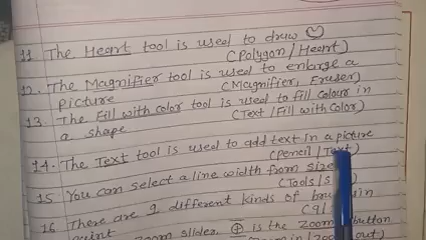 11 The Heart tool is used to draw ♡
(Polygon/Heart)
12. The Magnifier tool is used to enlarge a
picture (Magnifier, Eraser)
13. The Fill with Color tool is used to fill colour in
a shape (Text/Fill with Color)
14. The Text tool is used to add text in a picture
(Pencil/Text)
15 You can select a line width from size
(Tools/S
16 There are 9 different kinds of in
(9/
slider, ⊕ is the Zoom button